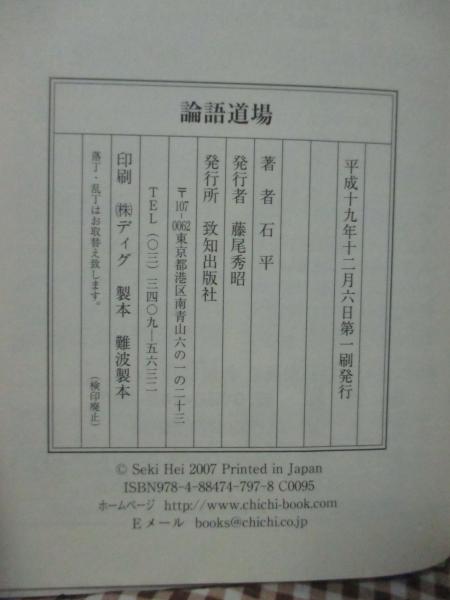 論語道場
平成十九年十二月六日第一刷発行
著者 石平
発行者 藤尾秀昭
発行所 致知出版社
〒107-0062東京都港区南青山六の一の二十三
TEL(〇三)三四〇九―五六三二
印刷 ㈱ディグ 製本 難波製本
落丁・乱丁はお取替え致します。 (検印廃止)
© Seki Hei 2007 Printed in Japan
ISBN978-4-88474-797-8 C0095
ホームページ http://www.chichi-book.com
Eメール books@chichi.co.jp